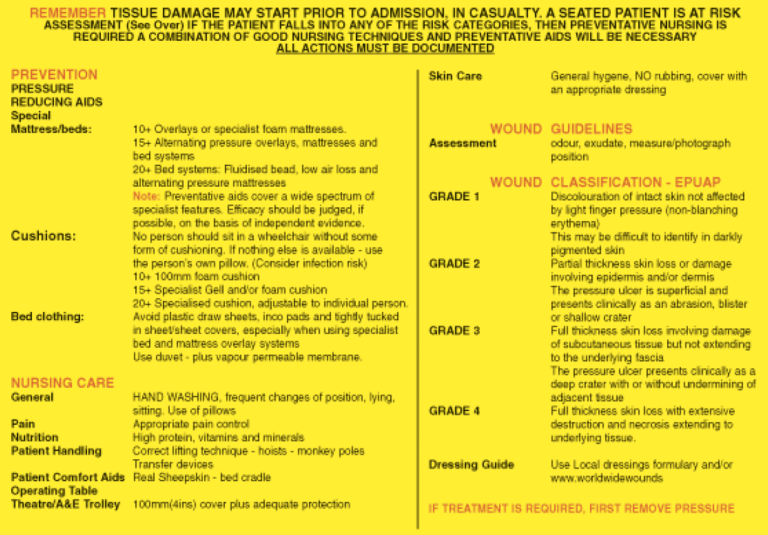 REMEMBER TISSUE DAMAGE MAY START PRIOR TO ADMISSION, IN CASUALTY. A SEATED PATIENT IS AT RISK
ASSESSMENT (See Over) IF THE PATIENT FALLS INTO ANY OF THE RISK CATEGORIES, THEN PREVENTATIVE NURSING IS
REQUIRED A COMBINATION OF GOOD NURSING TECHNIQUES AND PREVENTATIVE AIDS WILL BE NECESSARY
ALL ACTIONS MUST BE DOCUMENTED
PREVENTION
PRESSURE
REDUCING AIDS
Special
Mattress/beds: 10+ Overlays or specialist foam mattresses.
15+ Alternating pressure overlays, mattresses and
bed systems
20+ Bed systems: Fluidised bead, low air loss and
alternating pressure mattresses
Note: Preventative aids cover a wide spectrum of
specialist features. Efficacy should be judged, if
possible, on the basis of independent evidence.
Cushions: No person should sit in a wheelchair without some
form of cushioning. If nothing else is available - use
the person's own pillow. (Consider infection risk)
10+ 100mm foam cushion
15+ Specialist Gell and/or foam cushion
20+ Specialised cushion, adjustable to individual person.
Bed clothing: Avoid plastic draw sheets, inco pads and tightly tucked
in sheet/sheet covers, especially when using specialist
bed and mattress overlay systems
Use duvet - plus vapour permeable membrane.
NURSING CARE
General HAND WASHING, frequent changes of position, lying,
sitting. Use of pillows
Pain Appropriate pain control
Nutrition High protein, vitamins and minerals
Patient Handling Correct lifting technique - hoists - monkey poles
Transfer devices
Patient Comfort Aids Real Sheepskin - bed cradle
Operating Table
Theatre/A&E Trolley 100mm(4ins) cover plus adequate protection
Skin Care General hygene, NO rubbing, cover with
an appropriate dressing
WOUND GUIDELINES
Assessment odour, exudate, measure/photograph
position
WOUND CLASSIFICATION - EPUAP
GRADE 1 Discolouration of intact skin not affected
by light finger pressure (non-blanching
erythema)
This may be difficult to identify in darkly
pigmented skin
GRADE 2 Partial thickness skin loss or damage
involving epidermis and/or dermis
The pressure ulcer is superficial and
presents clinically as an abrasion, blister
or shallow crater
GRADE 3 Full thickness skin loss involving damage
of subcutaneous tissue but not extending
to the underlying fascia
The pressure ulcer presents clinically as a
deep crater with or without undermining of
adjacent tissue
GRADE 4 Full thickness skin loss with extensive
destruction and necrosis extending to
underlying tissue.
Dressing Guide Use Local dressings formulary and/or
www.worldwidewounds
IF TREATMENT IS REQUIRED, FIRST REMOVE PRESSURE